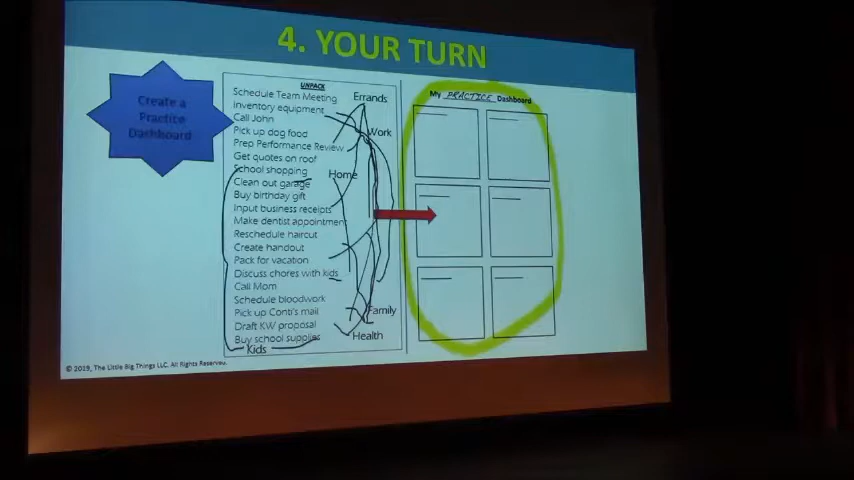 4. YOUR TURN
Create a
Practice
Dashboard
UNPACK
Schedule Team Meeting
Inventory equipment
Call John
Pick up dog food
Prep Performance Review
Get quotes on roof
School shopping
Clean out garage
Buy birthday gift
Input business receipts
Make dentist appointment
Reschedule haircut
Create handout
Pack for vacation
Discuss chores with kids
Call Mom
Schedule bloodwork
Pick up Conti's mail
Draft KW proposal
Buy school supplies
Errands
Work
Home
Family
Health
Kids
My PRACTICE Dashboard
© 2019, The Little Big Things LLC. All Rights Reserved.